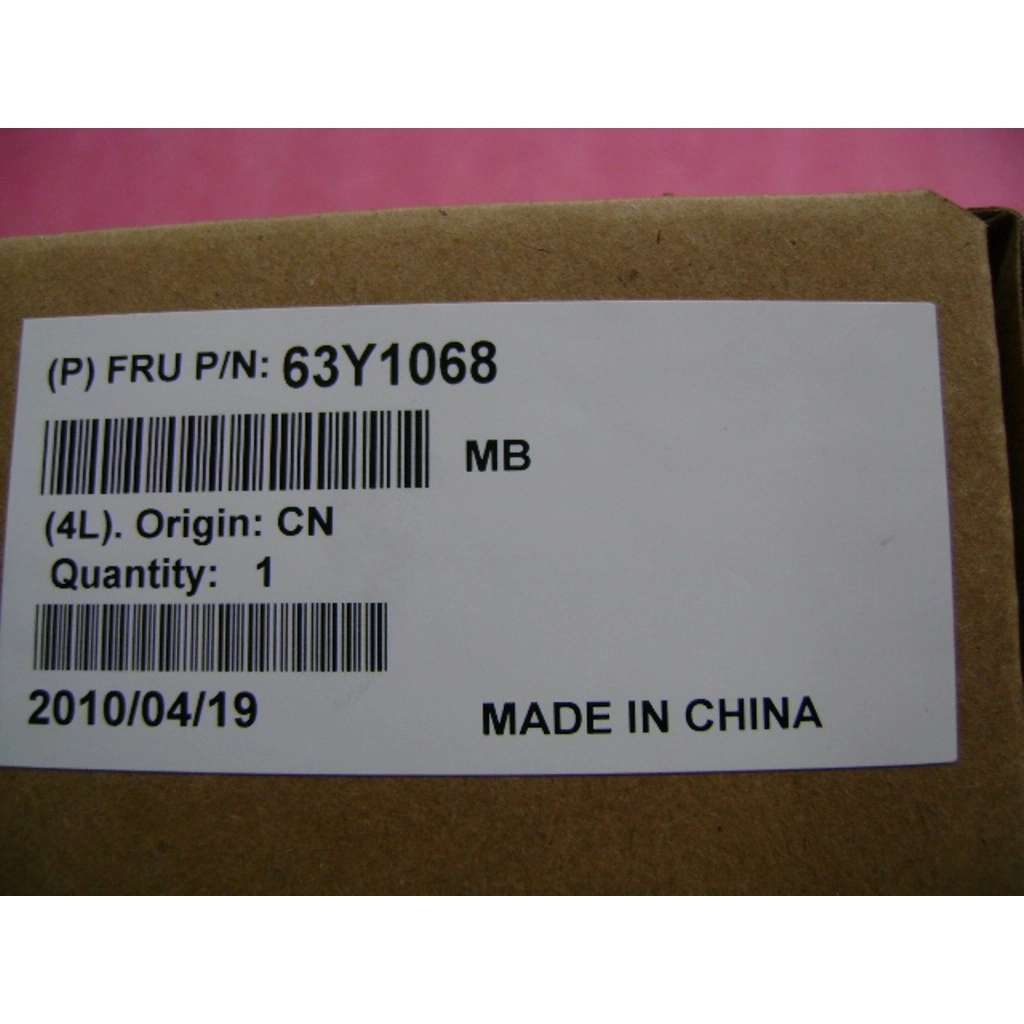 (P) FRU P/N: 63Y1068
MB
(4L). Origin: CN
Quantity: 1
2010/04/19
MADE IN CHINA